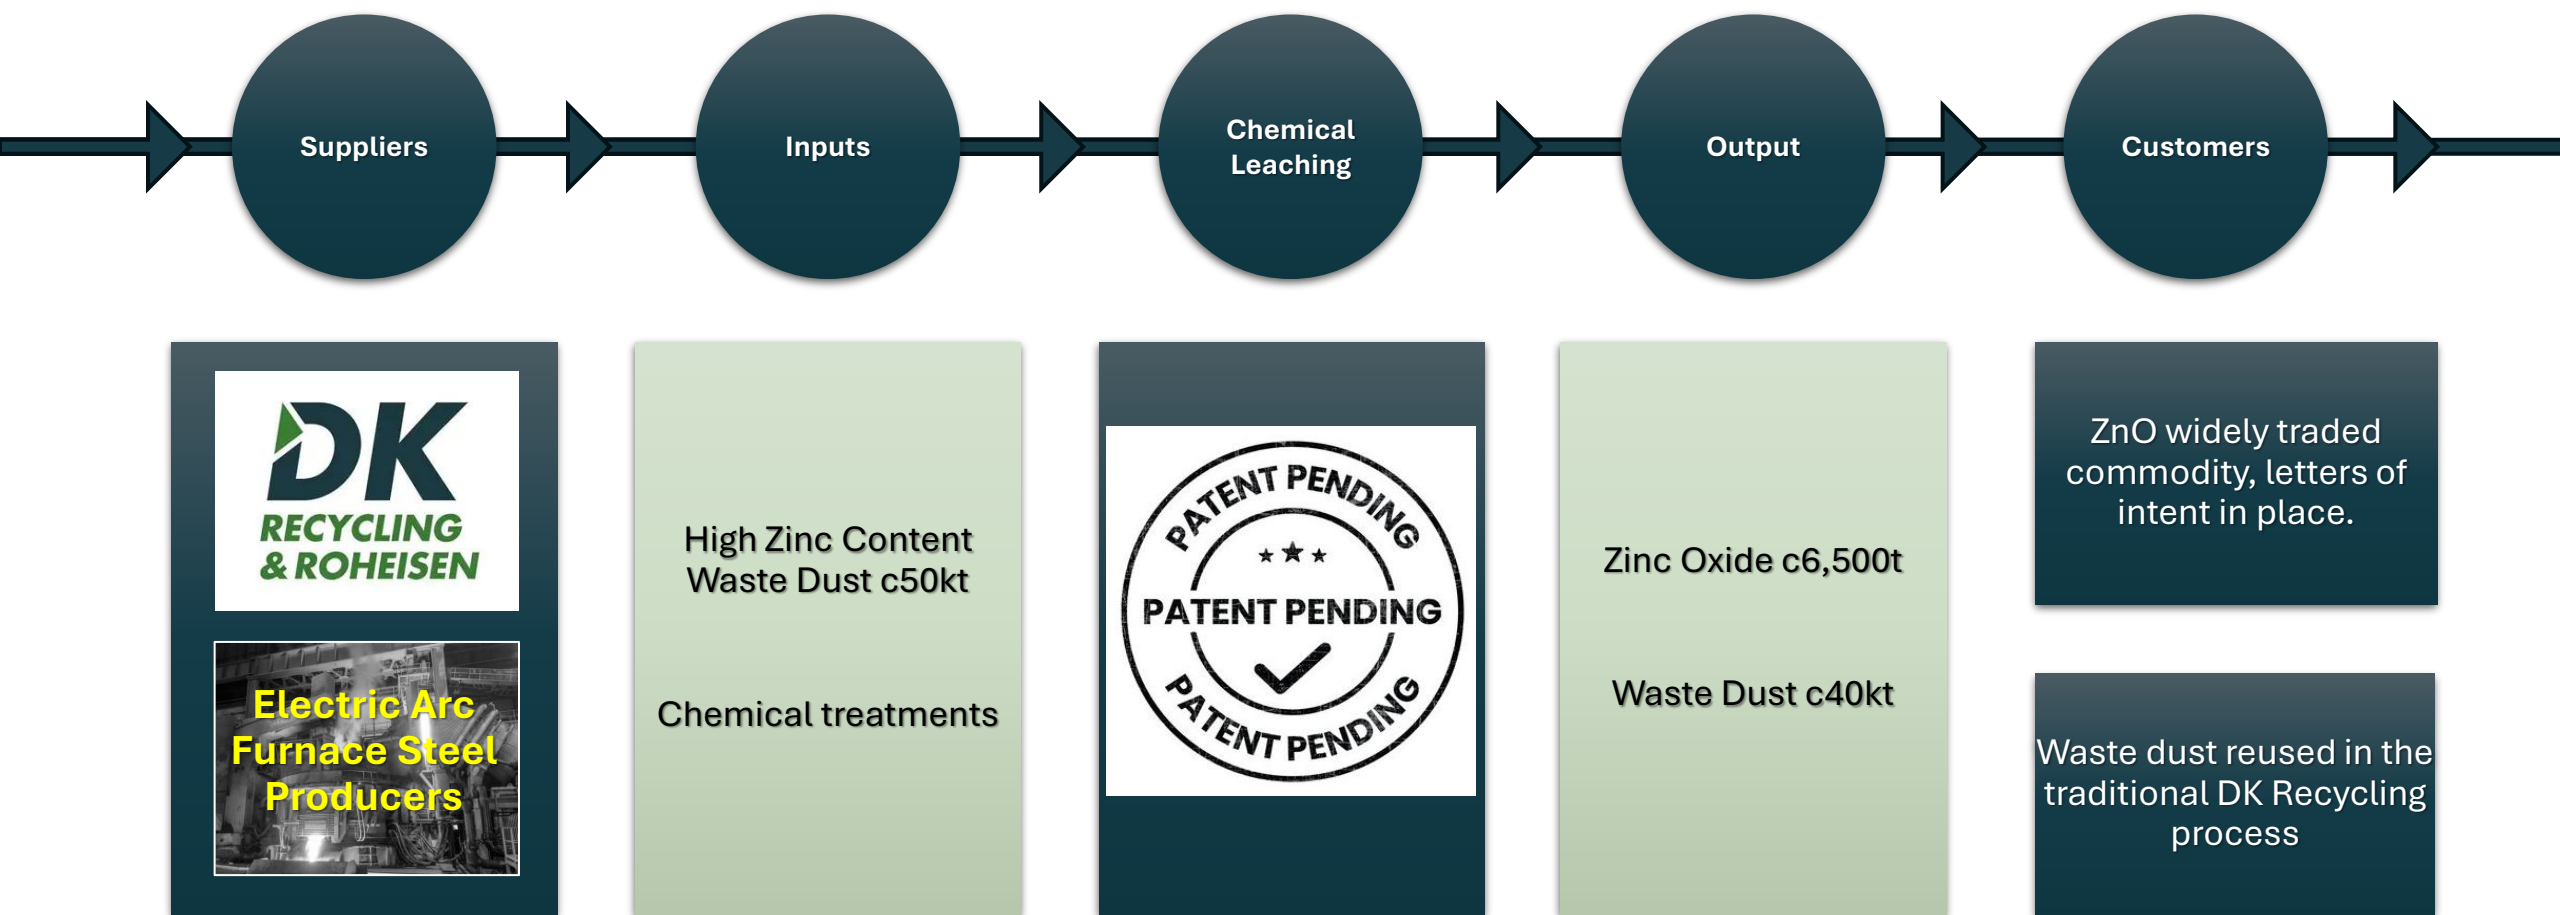 Suppliers
Inputs
Chemical
Leaching
Output
Customers
DK
RECYCLING
& ROHEISEN
Electric Arc
Furnace Steel
Producers
High Zinc Content
Waste Dust c50kt
Chemical treatments
PATENT PENDING
PATENT PENDING
PATENT PENDING
Zinc Oxide c6,500t
Waste Dust c40kt
ZnO widely traded
commodity, letters of
intent in place.
Waste dust reused in the
traditional DK Recycling
process